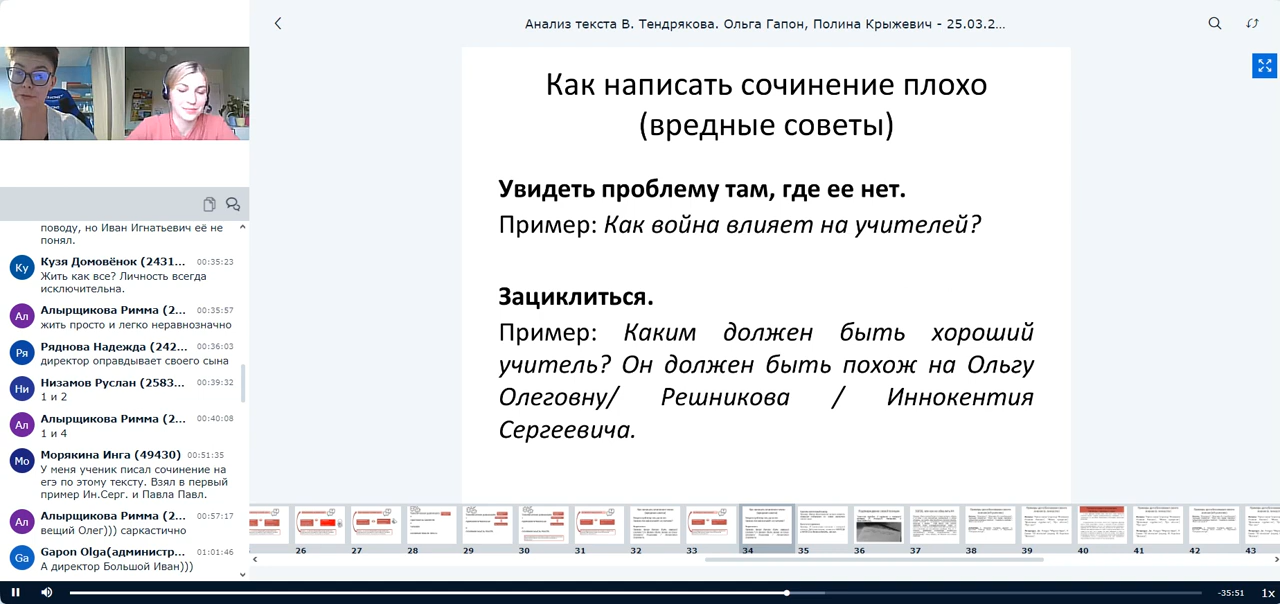 Анализ текста В. Тендрякова. Ольга Гапон, Полина Крыжевич - 25.03.2...
Как написать сочинение плохо
(вредные советы)
Увидеть проблему там, где ее нет.
Пример: Как война влияет на учителей?
Зациклиться.
Пример: Каким должен быть хороший
учитель? Он должен быть похож на Ольгу
Олеговну/ Решникова / Иннокентия
Сергеевича.
поводу, но Иван Игнатьевич её не
понял.
Ку
Кузя Домовёнок (2431... 00:35:23
Жить как все? Личность всегда
исключительна.
Ал
Алырщикова Римма (2... 00:35:57
жить просто и легко неравнозначно
Ря
Ряднова Надежда (242... 00:36:03
директор оправдывает своего сына
Ни
Низамов Руслан (2583... 00:39:32
1 и 2
Ал
Алырщикова Римма (2... 00:40:08
1 и 4
Мо
Морякина Инга (49430) 00:51:35
У меня ученик писал сочинение на
егэ по этому тексту. Взял в первый
пример Ин.Серг. и Павла Павл.
Ал
Алырщикова Римма (2... 00:57:17
вещий Олег))) саркастично
Ga
Gapon Olga(администр... 01:01:46
А директор Большой Иван)))
26 27 28 29 30 31 32 33 34 35 36 37 38 39 40 41 42 43
-35:51 1x